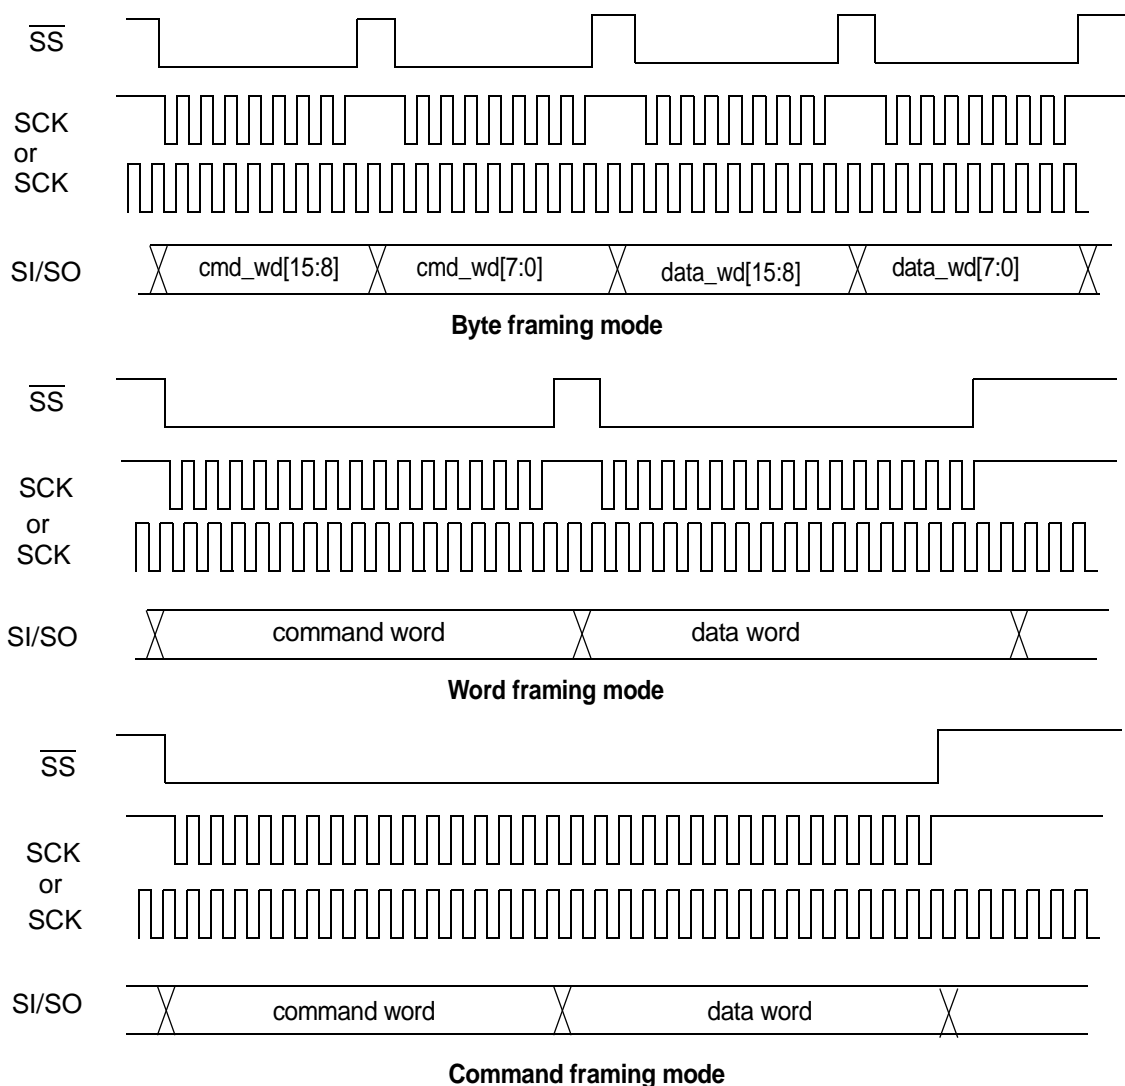 SS
SCK
or
SCK
SI/SO
cmd_wd[15:8]
cmd_wd[7:0]
data_wd[15:8]
data_wd[7:0]
Byte framing mode
SS
SCK
or
SCK
SI/SO
command word
data word
Word framing mode
SS
SCK
or
SCK
SI/SO
command word
data word
Command framing mode